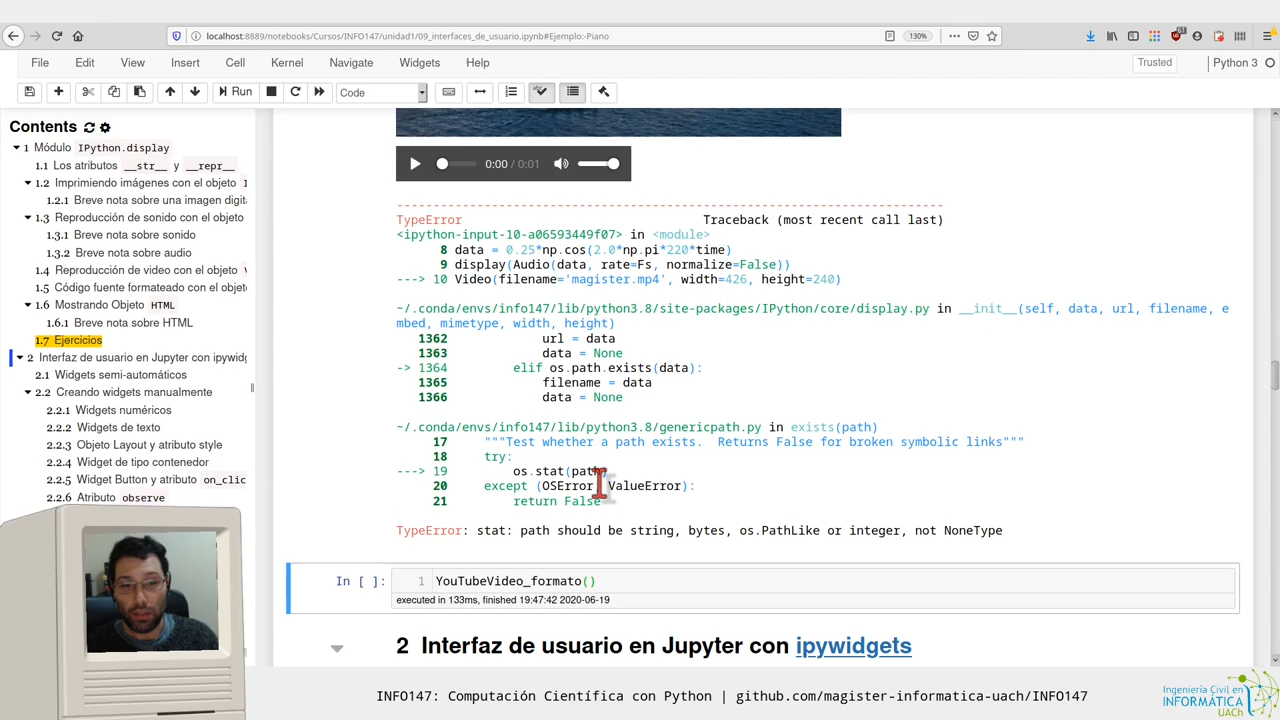 localhost:8889/notebooks/Cursos/INFO147/unidad1/09_interfaces_de_usuario.ipynb#Ejemplo:-Piano
130%
File Edit View Insert Cell Kernel Navigate Widgets Help
Trusted
Python 3
Run
Code
Contents
1 Módulo IPython.display
1.1 Los atributos __str__ y __repr__
1.2 Imprimiendo imágenes con el objeto
1.2.1 Breve nota sobre una imagen digita
1.3 Reproducción de sonido con el objeto
1.3.1 Breve nota sobre sonido
1.3.2 Breve nota sobre audio
1.4 Reproducción de video con el objeto
1.5 Código fuente formateado con el objeto
1.6 Mostrando Objeto HTML
1.6.1 Breve nota sobre HTML
1.7 Ejercicios
2 Interfaz de usuario en Jupyter con ipywidg
2.1 Widgets semi-automáticos
2.2 Creando widgets manualmente
2.2.1 Widgets numéricos
2.2.2 Widgets de texto
2.2.3 Objeto Layout y atributo style
2.2.4 Widget de tipo contenedor
2.2.5 Widget Button y atributo on_clic
2.2.6 Atributo observe
0:00 / 0:01
---------------------------------------------------------------------------
TypeError Traceback (most recent call last)
<ipython-input-10-a06593449f07> in <module>
8 data = 0.25*np.cos(2.0*np.pi*220*time)
9 display(Audio(data, rate=Fs, normalize=False))
---> 10 Video(filename='magister.mp4', width=426, height=240)
~/.conda/envs/info147/lib/python3.8/site-packages/IPython/core/display.py in __init__(self, data, url, filename, e
mbed, mimetype, width, height)
1362 url = data
1363 data = None
-> 1364 elif os.path.exists(data):
1365 filename = data
1366 data = None
~/.conda/envs/info147/lib/python3.8/genericpath.py in exists(path)
17 """Test whether a path exists. Returns False for broken symbolic links"""
18 try:
---> 19 os.stat(path)
20 except (OSError, ValueError):
21 return False
TypeError: stat: path should be string, bytes, os.PathLike or integer, not NoneType
In [ ]: 1 YouTubeVideo_formato()
executed in 133ms, finished 19:47:42 2020-06-19
2 Interfaz de usuario en Jupyter con ipywidgets
INFO147: Computación Científica con Python | github.com/magister-informatica-uach/INFO147
Ingeniería Civil en
INFORMÁTICA
UACh